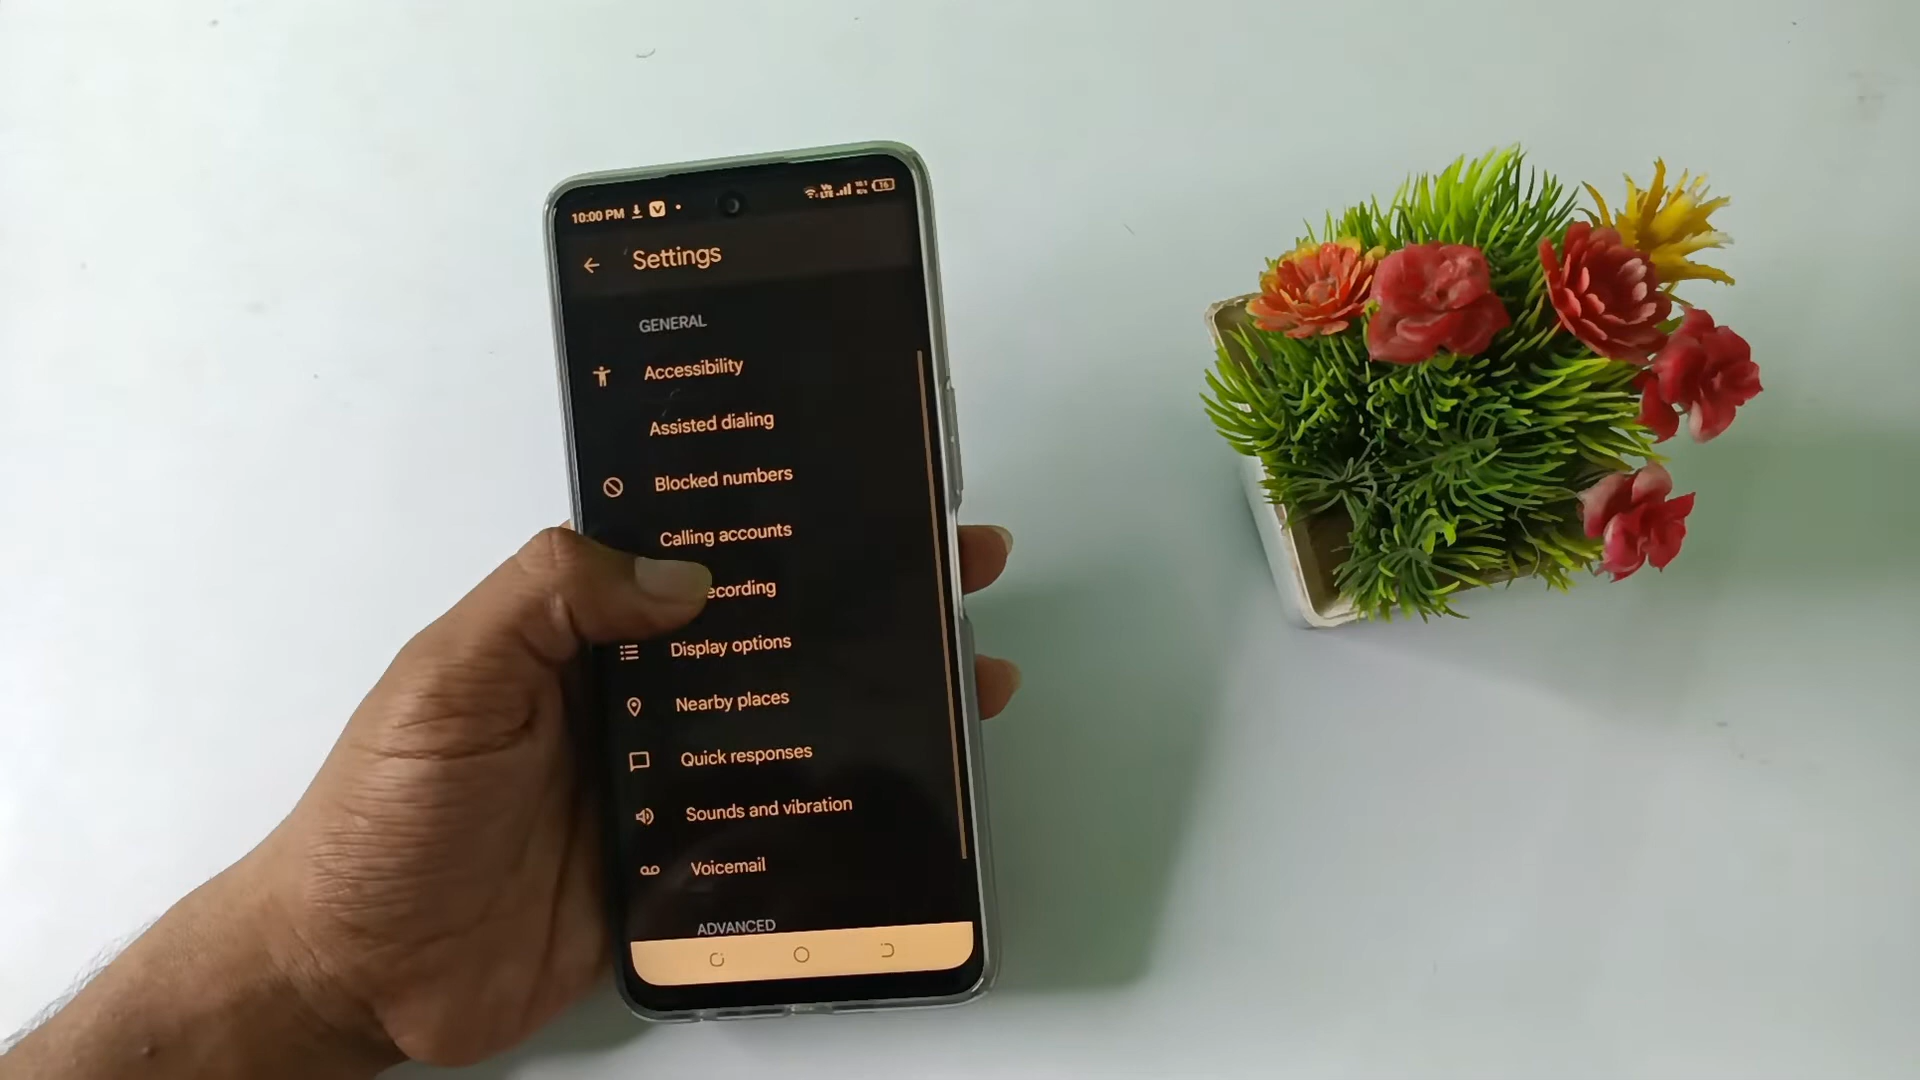 10:00 PM
16
Settings
GENERAL
Accessibility
Assisted dialing
Blocked numbers
Calling accounts
ecording
Display options
Nearby places
Quick responses
Sounds and vibration
Voicemail
ADVANCED